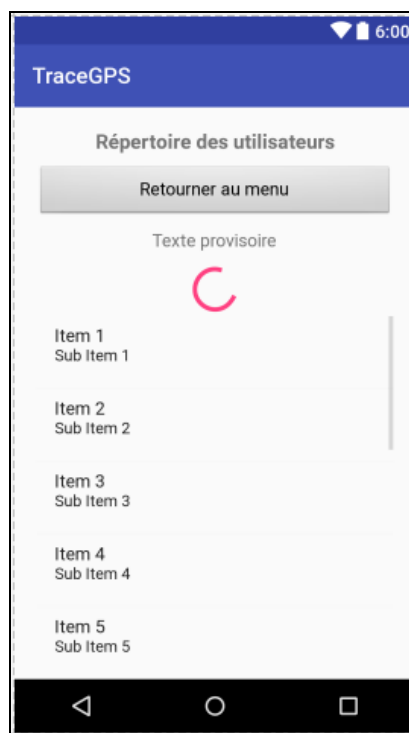 6:00
TraceGPS
Répertoire des utilisateurs
Retourner au menu
Texte provisoire
Item 1
Sub Item 1
Item 2
Sub Item 2
Item 3
Sub Item 3
Item 4
Sub Item 4
Item 5
Sub Item 5